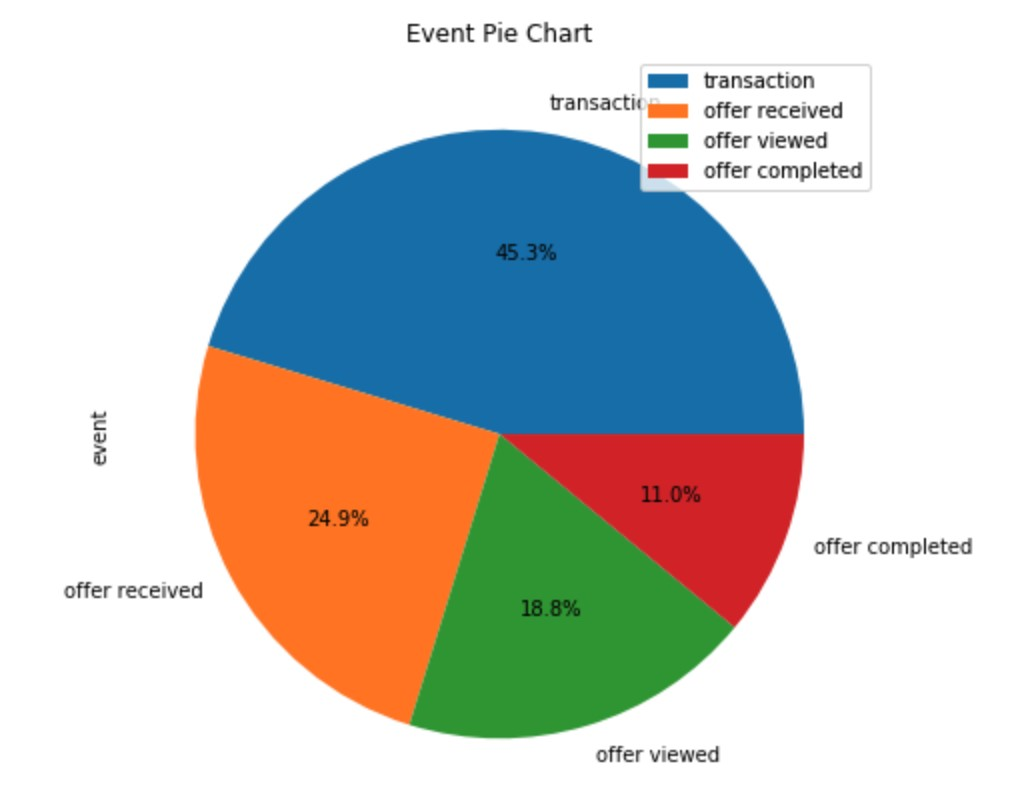 Event Pie Chart
transaction
transaction
offer received
offer viewed
offer completed
45.3%
event
11.0%
24.9%
offer completed
offer received
18.8%
offer viewed